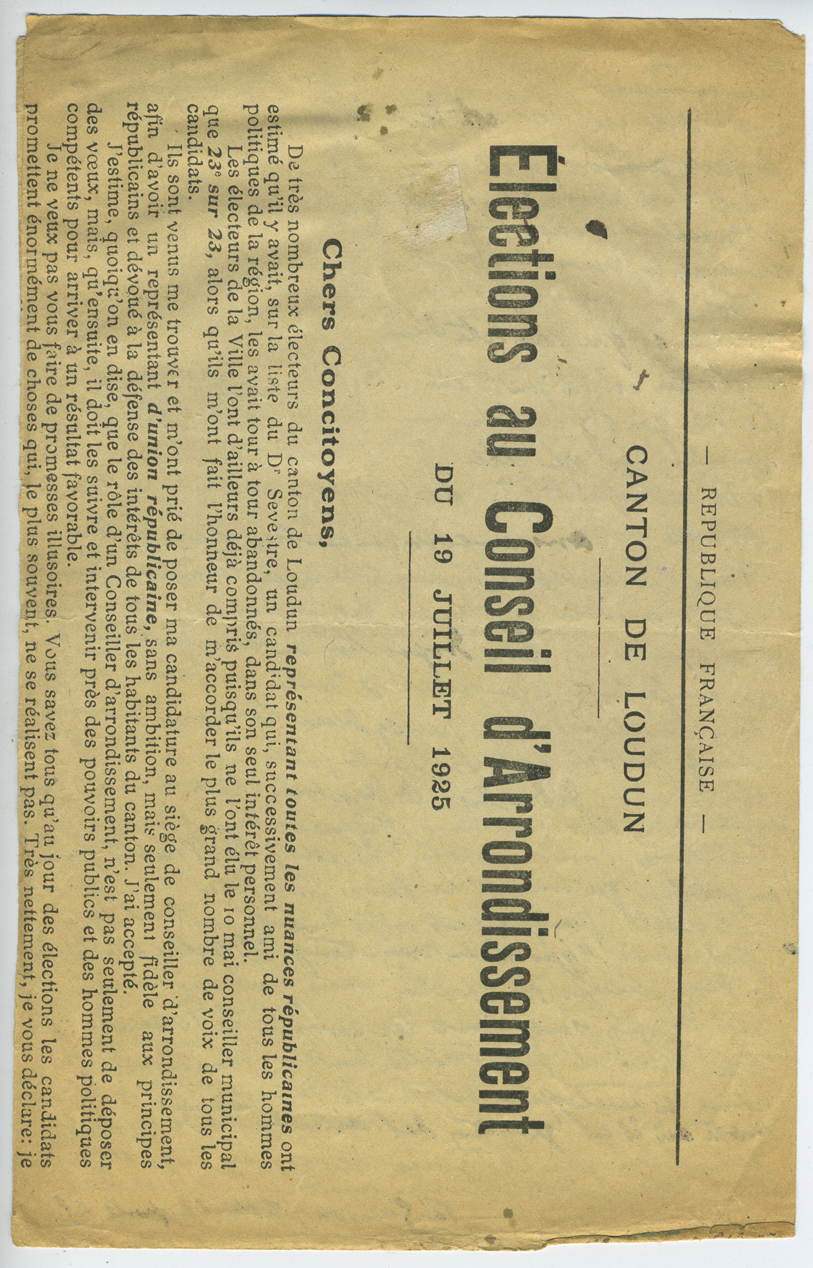 — REPUBLIQUE FRANÇAISE —
CANTON DE LOUDUN
Élections au Conseil d'Arrondissement
DU 19 JUILLET 1925
Chers Concitoyens,
De très nombreux électeurs du canton de Loudun représentant toutes les nuances républicaines ont
estimé qu'il y avait, sur la liste du Dr Sevestre, un candidat qui, successivement ami de tous les hommes
politiques de la région, les avait tour à tour abandonnés, dans son seul intérêt personnel.
Les électeurs de la Ville l'ont d'ailleurs déjà compris puisqu'ils ne l'ont élu le 10 mai conseiller municipal
que 23e sur 23, alors qu'ils m'ont fait l'honneur de m'accorder le plus grand nombre de voix de tous les
candidats.
Ils sont venus me trouver et m'ont prié de poser ma candidature au siège de conseiller d'arrondissement,
afin d'avoir un représentant d'union républicaine, sans ambition, mais seulement fidèle aux principes
républicains et dévoué à la défense des intérêts de tous les habitants du canton. J'ai accepté.
J'estime, quoiqu'on en dise, que le rôle d'un Conseiller d'arrondissement, n'est pas seulement de déposer
des vœux, mais, qu'ensuite, il doit les suivre et intervenir près des pouvoirs publics et des hommes politiques
compétents pour arriver à un résultat favorable.
Je ne veux pas vous faire de promesses illusoires. Vous savez tous qu'au jour des élections les candidats
promettent énormément de choses qui, le plus souvent, ne se réalisent pas. Très nettement, je vous déclare: je